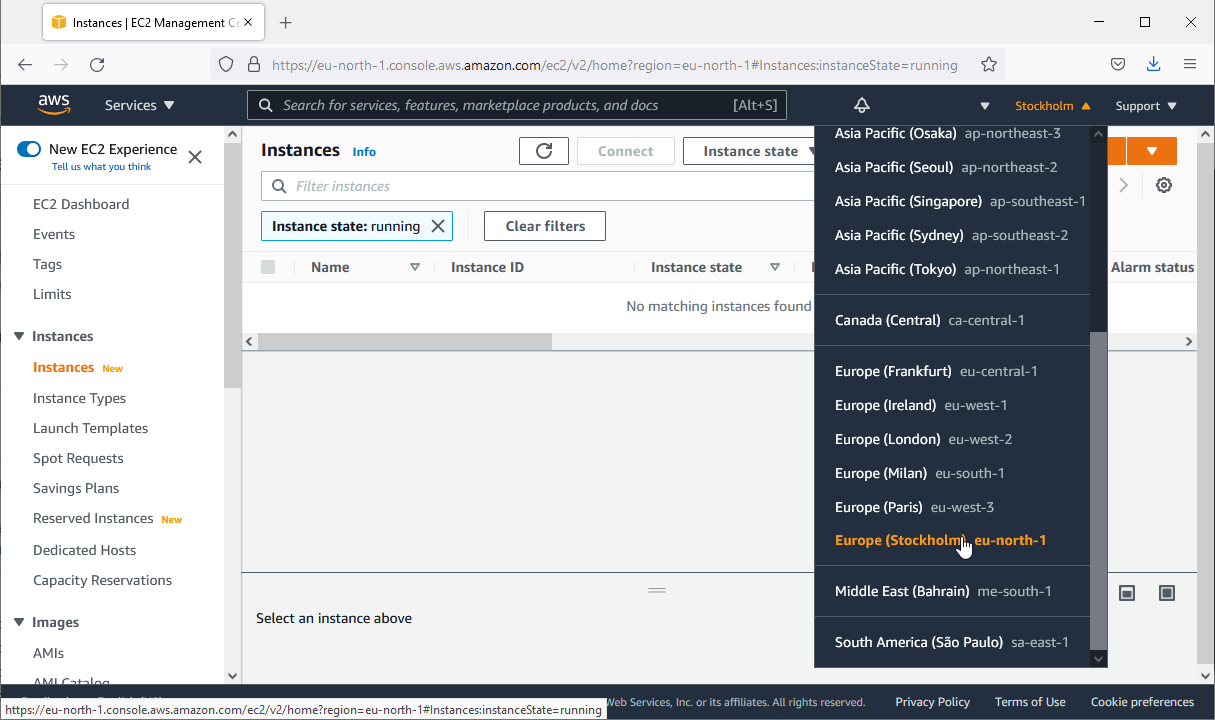 Instances | EC2 Management Co
https://eu-north-1.console.aws.amazon.com/ec2/v2/home?region=eu-north-1#Instances:instanceState=running
aws
Services
Search for services, features, marketplace products, and docs [Alt+S]
Stockholm
Support
New EC2 Experience
Tell us what you think
EC2 Dashboard
Events
Tags
Limits
Instances
Instances New
Instance Types
Launch Templates
Spot Requests
Savings Plans
Reserved Instances New
Dedicated Hosts
Capacity Reservations
Images
AMIs
AMI Catalog
Instances Info
Connect
Instance state
Filter instances
Instance state: running
Clear filters
Name
Instance ID
Instance state
Alarm status
No matching instances found
Select an instance above
Asia Pacific (Osaka) ap-northeast-3
Asia Pacific (Seoul) ap-northeast-2
Asia Pacific (Singapore) ap-southeast-1
Asia Pacific (Sydney) ap-southeast-2
Asia Pacific (Tokyo) ap-northeast-1
Canada (Central) ca-central-1
Europe (Frankfurt) eu-central-1
Europe (Ireland) eu-west-1
Europe (London) eu-west-2
Europe (Milan) eu-south-1
Europe (Paris) eu-west-3
Europe (Stockholm) eu-north-1
Middle East (Bahrain) me-south-1
South America (São Paulo) sa-east-1
https://eu-north-1.console.aws.amazon.com/ec2/v2/home?region=eu-north-1#Instances:instanceState=running
Web Services, Inc. or its affiliates. All rights reserved.
Privacy Policy
Terms of Use
Cookie preferences